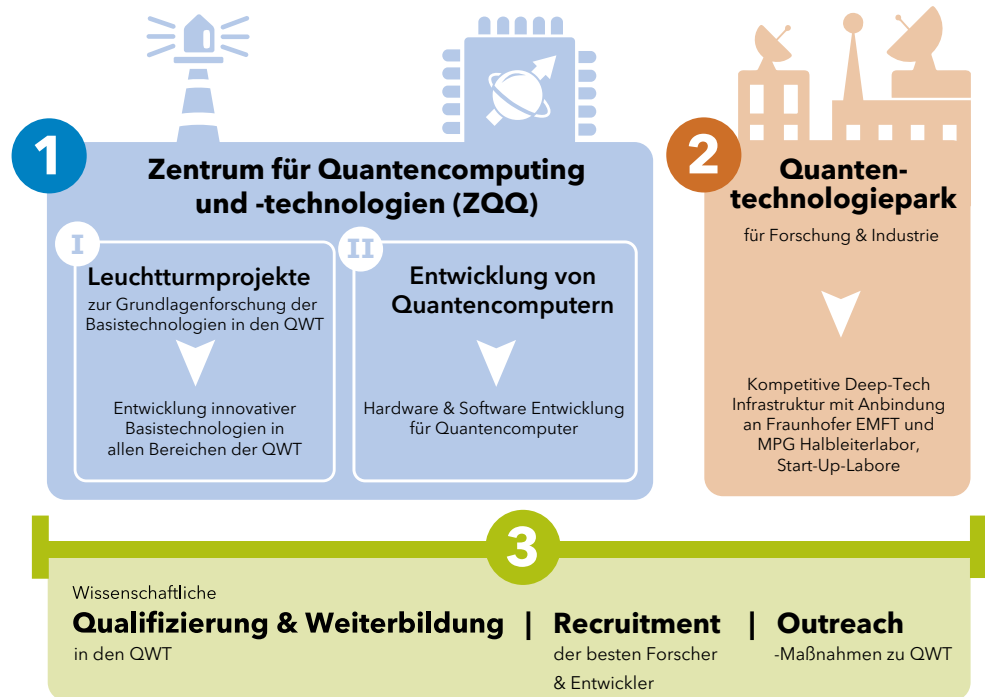 1
Zentrum für Quantencomputing
und -technologien (ZQQ)
I
Leuchtturmprojekte
zur Grundlagenforschung der
Basistechnologien in den QWT
Entwicklung innovativer
Basistechnologien in
allen Bereichen der QWT
II
Entwicklung von
Quantencomputern
Hardware & Software Entwicklung
für Quantencomputer
2
Quanten-
technologiepark
für Forschung & Industrie
Kompetitive Deep-Tech
Infrastruktur mit Anbindung
an Fraunhofer EMFT und
MPG Halbleiterlabor,
Start-Up-Labore
3
Wissenschaftliche
Qualifizierung & Weiterbildung | Recruitment | Outreach
in den QWT
der besten Forscher
& Entwickler
-Maßnahmen zu QWT